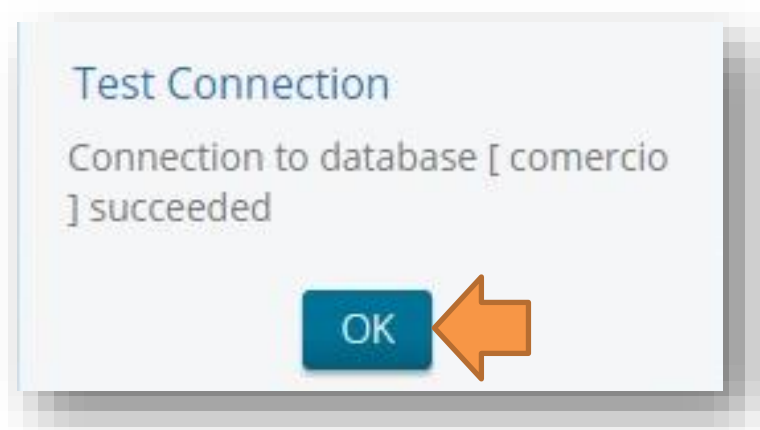 Test Connection
Connection to database [ comercio
] succeeded
OK